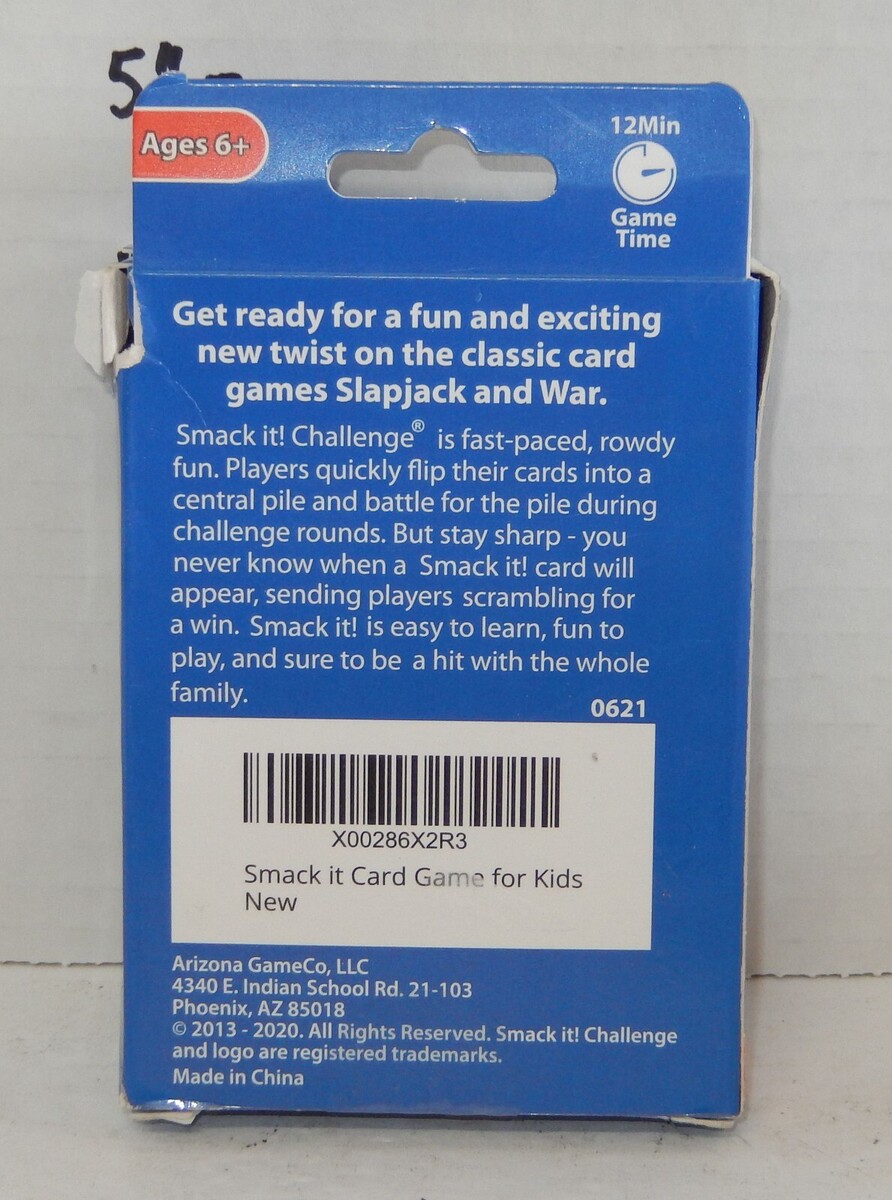 5"
Ages 6+
12Min
Game
Time
Get ready for a fun and exciting
new twist on the classic card
games Slapjack and War.
Smack it! Challenge® is fast-paced, rowdy
fun. Players quickly flip their cards into a
central pile and battle for the pile during
challenge rounds. But stay sharp - you
never know when a Smack it! card will
appear, sending players scrambling for
a win. Smack it! is easy to learn, fun to
play, and sure to be a hit with the whole
family.
0621
X00286X2R3
Smack it Card Game for Kids
New
Arizona GameCo, LLC
4340 E. Indian School Rd. 21-103
Phoenix, AZ 85018
© 2013 - 2020. All Rights Reserved. Smack it! Challenge
and logo are registered trademarks.
Made in China